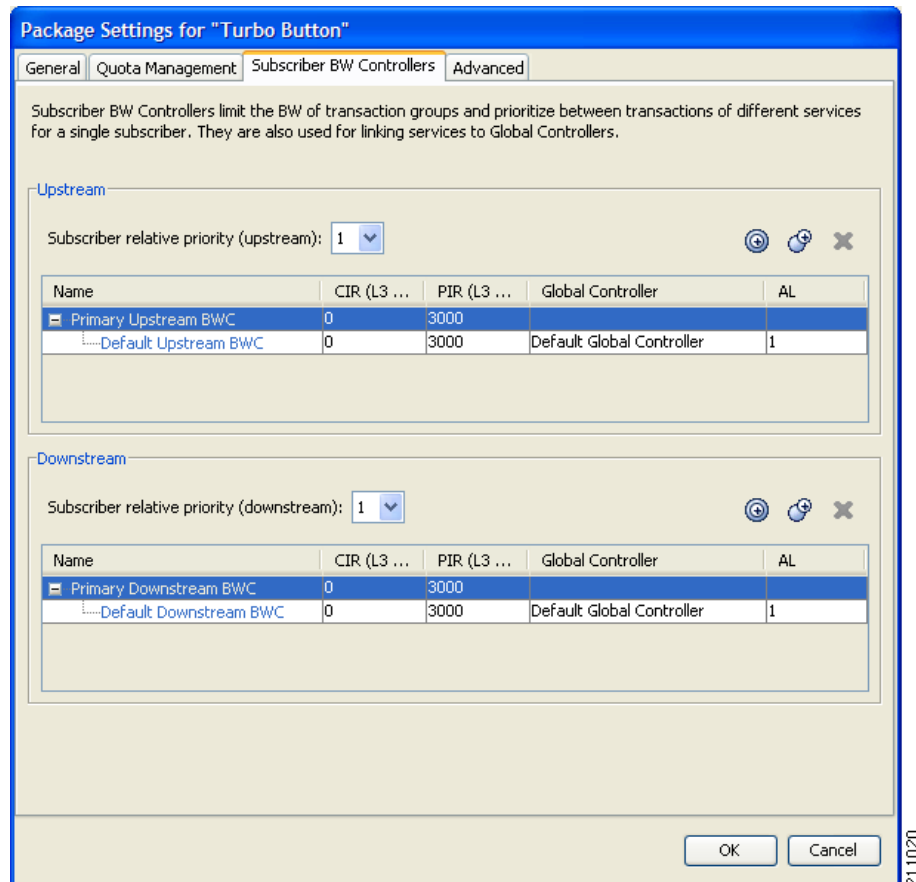 Package Settings for "Turbo Button"
General Quota Management Subscriber BW Controllers Advanced
Subscriber BW Controllers limit the BW of transaction groups and prioritize between transactions of different services
for a single subscriber. They are also used for linking services to Global Controllers.
Upstream
Subscriber relative priority (upstream): 1
Name CIR (L3 ... PIR (L3 ... Global Controller AL
Primary Upstream BWC 0 3000
Default Upstream BWC 0 3000 Default Global Controller 1
Downstream
Subscriber relative priority (downstream): 1
Name CIR (L3 ... PIR (L3 ... Global Controller AL
Primary Downstream BWC 0 3000
Default Downstream BWC 0 3000 Default Global Controller 1
OK Cancel
211020